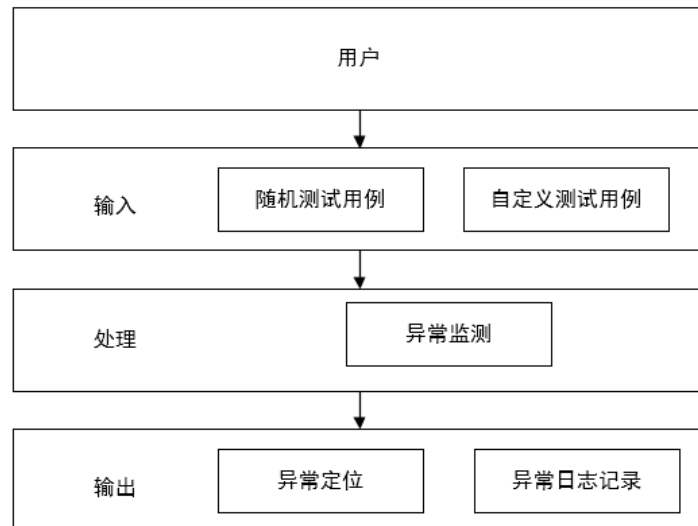 用户
输入
随机测试用例
自定义测试用例
处理
异常监测
输出
异常定位
异常日志记录